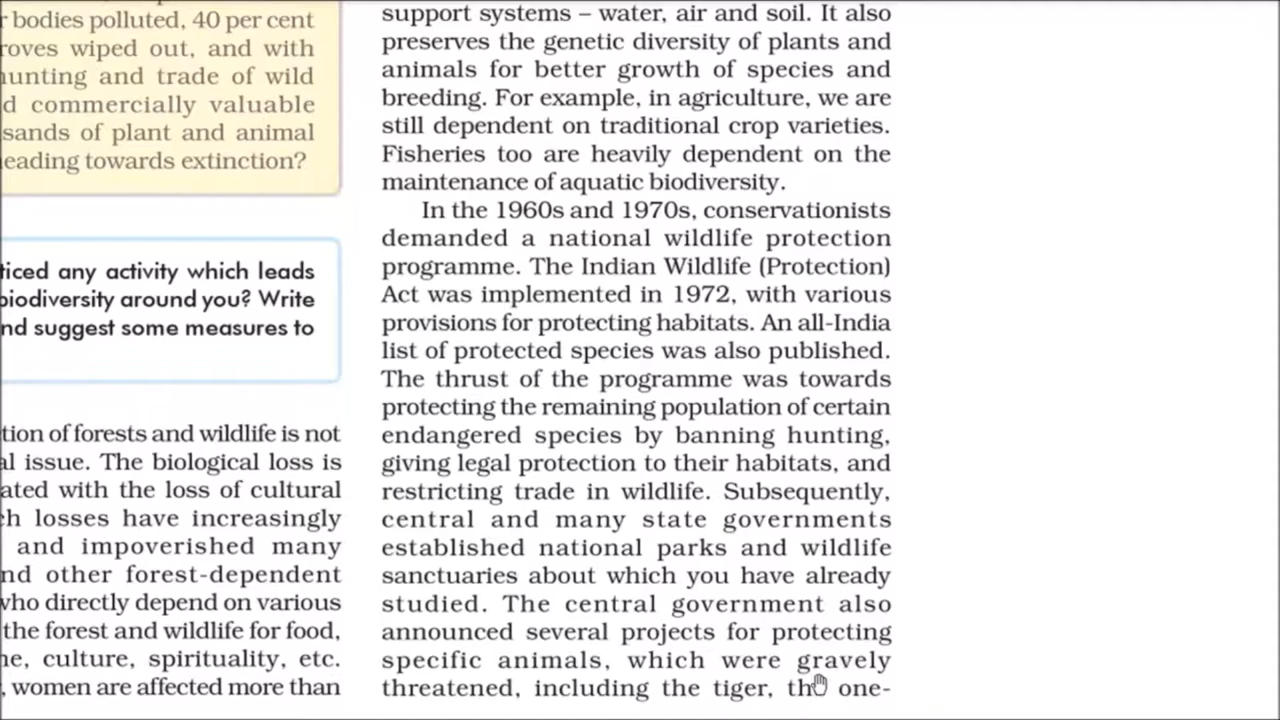 r bodies polluted, 40 per cent
roves wiped out, and with
unting and trade of wild
d commercially valuable
sands of plant and animal
eading towards extinction?
ticed any activity which leads
biodiversity around you? Write
nd suggest some measures to
tion of forests and wildlife is not
al issue. The biological loss is
ated with the loss of cultural
h losses have increasingly
and impoverished many
nd other forest-dependent
who directly depend on various
the forest and wildlife for food,
ne, culture, spirituality, etc.
, women are affected more than
support systems – water, air and soil. It also
preserves the genetic diversity of plants and
animals for better growth of species and
breeding. For example, in agriculture, we are
still dependent on traditional crop varieties.
Fisheries too are heavily dependent on the
maintenance of aquatic biodiversity.
In the 1960s and 1970s, conservationists
demanded a national wildlife protection
programme. The Indian Wildlife (Protection)
Act was implemented in 1972, with various
provisions for protecting habitats. An all-India
list of protected species was also published.
The thrust of the programme was towards
protecting the remaining population of certain
endangered species by banning hunting,
giving legal protection to their habitats, and
restricting trade in wildlife. Subsequently,
central and many state governments
established national parks and wildlife
sanctuaries about which you have already
studied. The central government also
announced several projects for protecting
specific animals, which were gravely
threatened, including the tiger, the one-